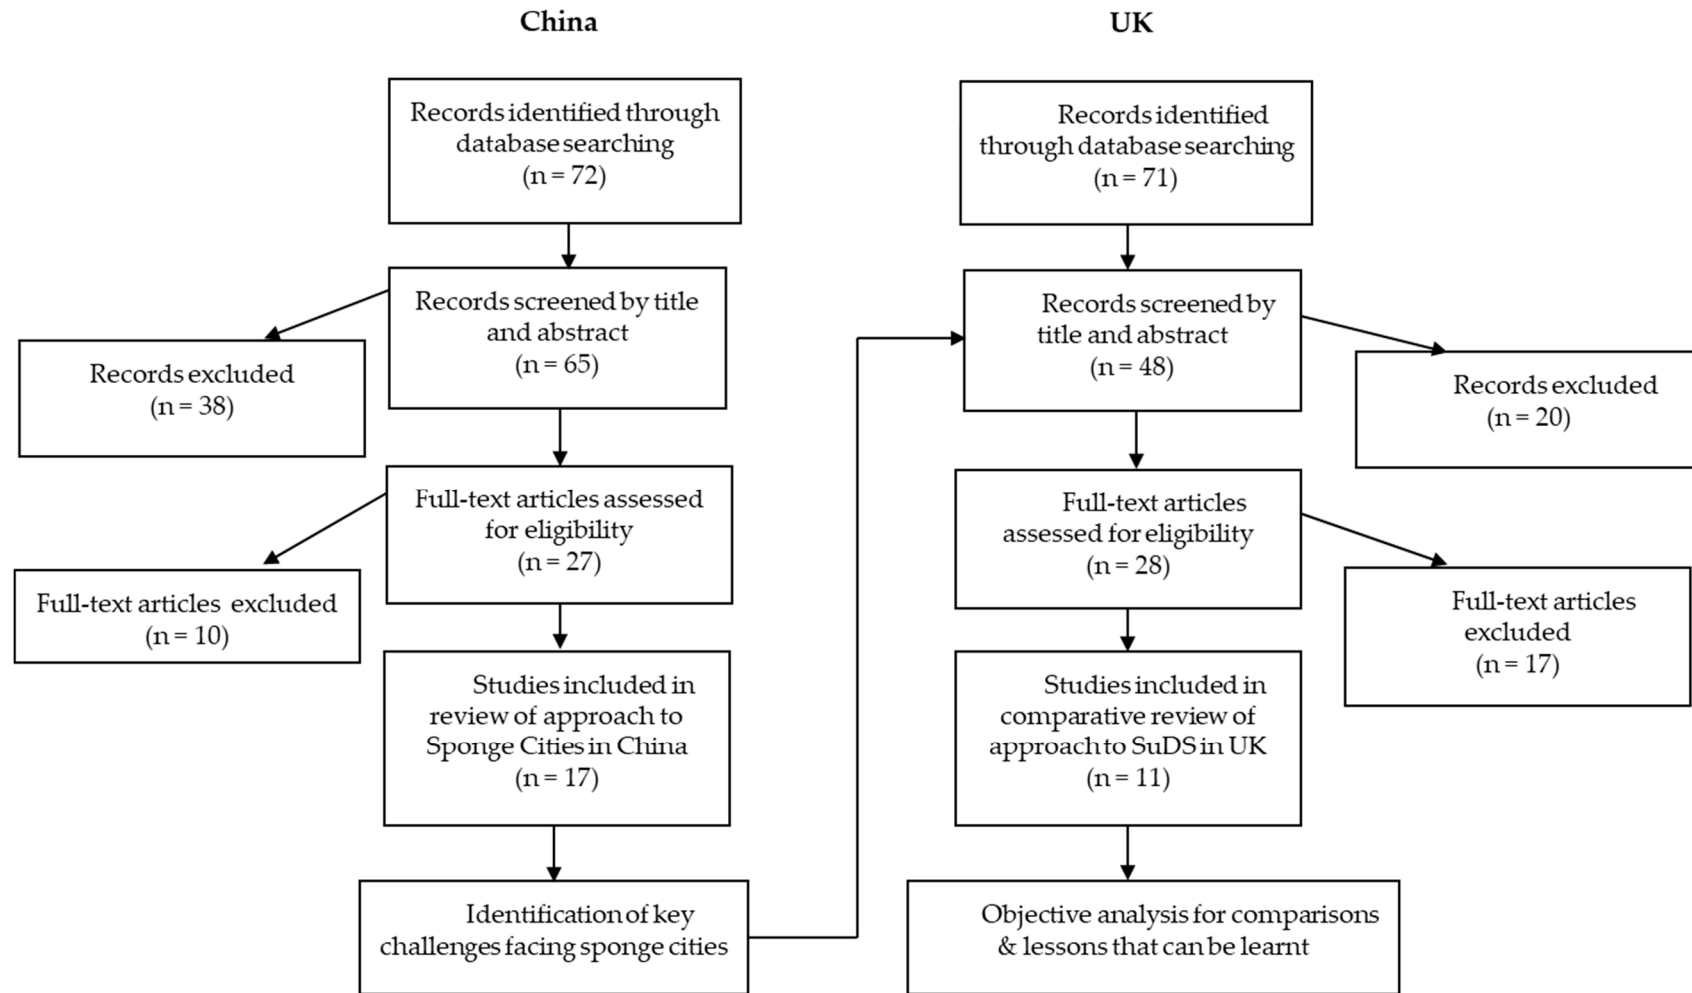 China
Records identified through
database searching
(n = 72)
Records screened by title
and abstract
(n = 65)
Records excluded
(n = 38)
Full-text articles assessed
for eligibility
(n = 27)
Full-text articles excluded
(n = 10)
Studies included in
review of approach to
Sponge Cities in China
(n = 17)
Identification of key
challenges facing sponge cities
UK
Records identified
through database searching
(n = 71)
Records screened by
title and abstract
(n = 48)
Records excluded
(n = 20)
Full-text articles
assessed for eligibility
(n = 28)
Full-text articles
excluded
(n = 17)
Studies included in
comparative review of
approach to SuDS in UK
(n = 11)
Objective analysis for comparisons
& lessons that can be learnt